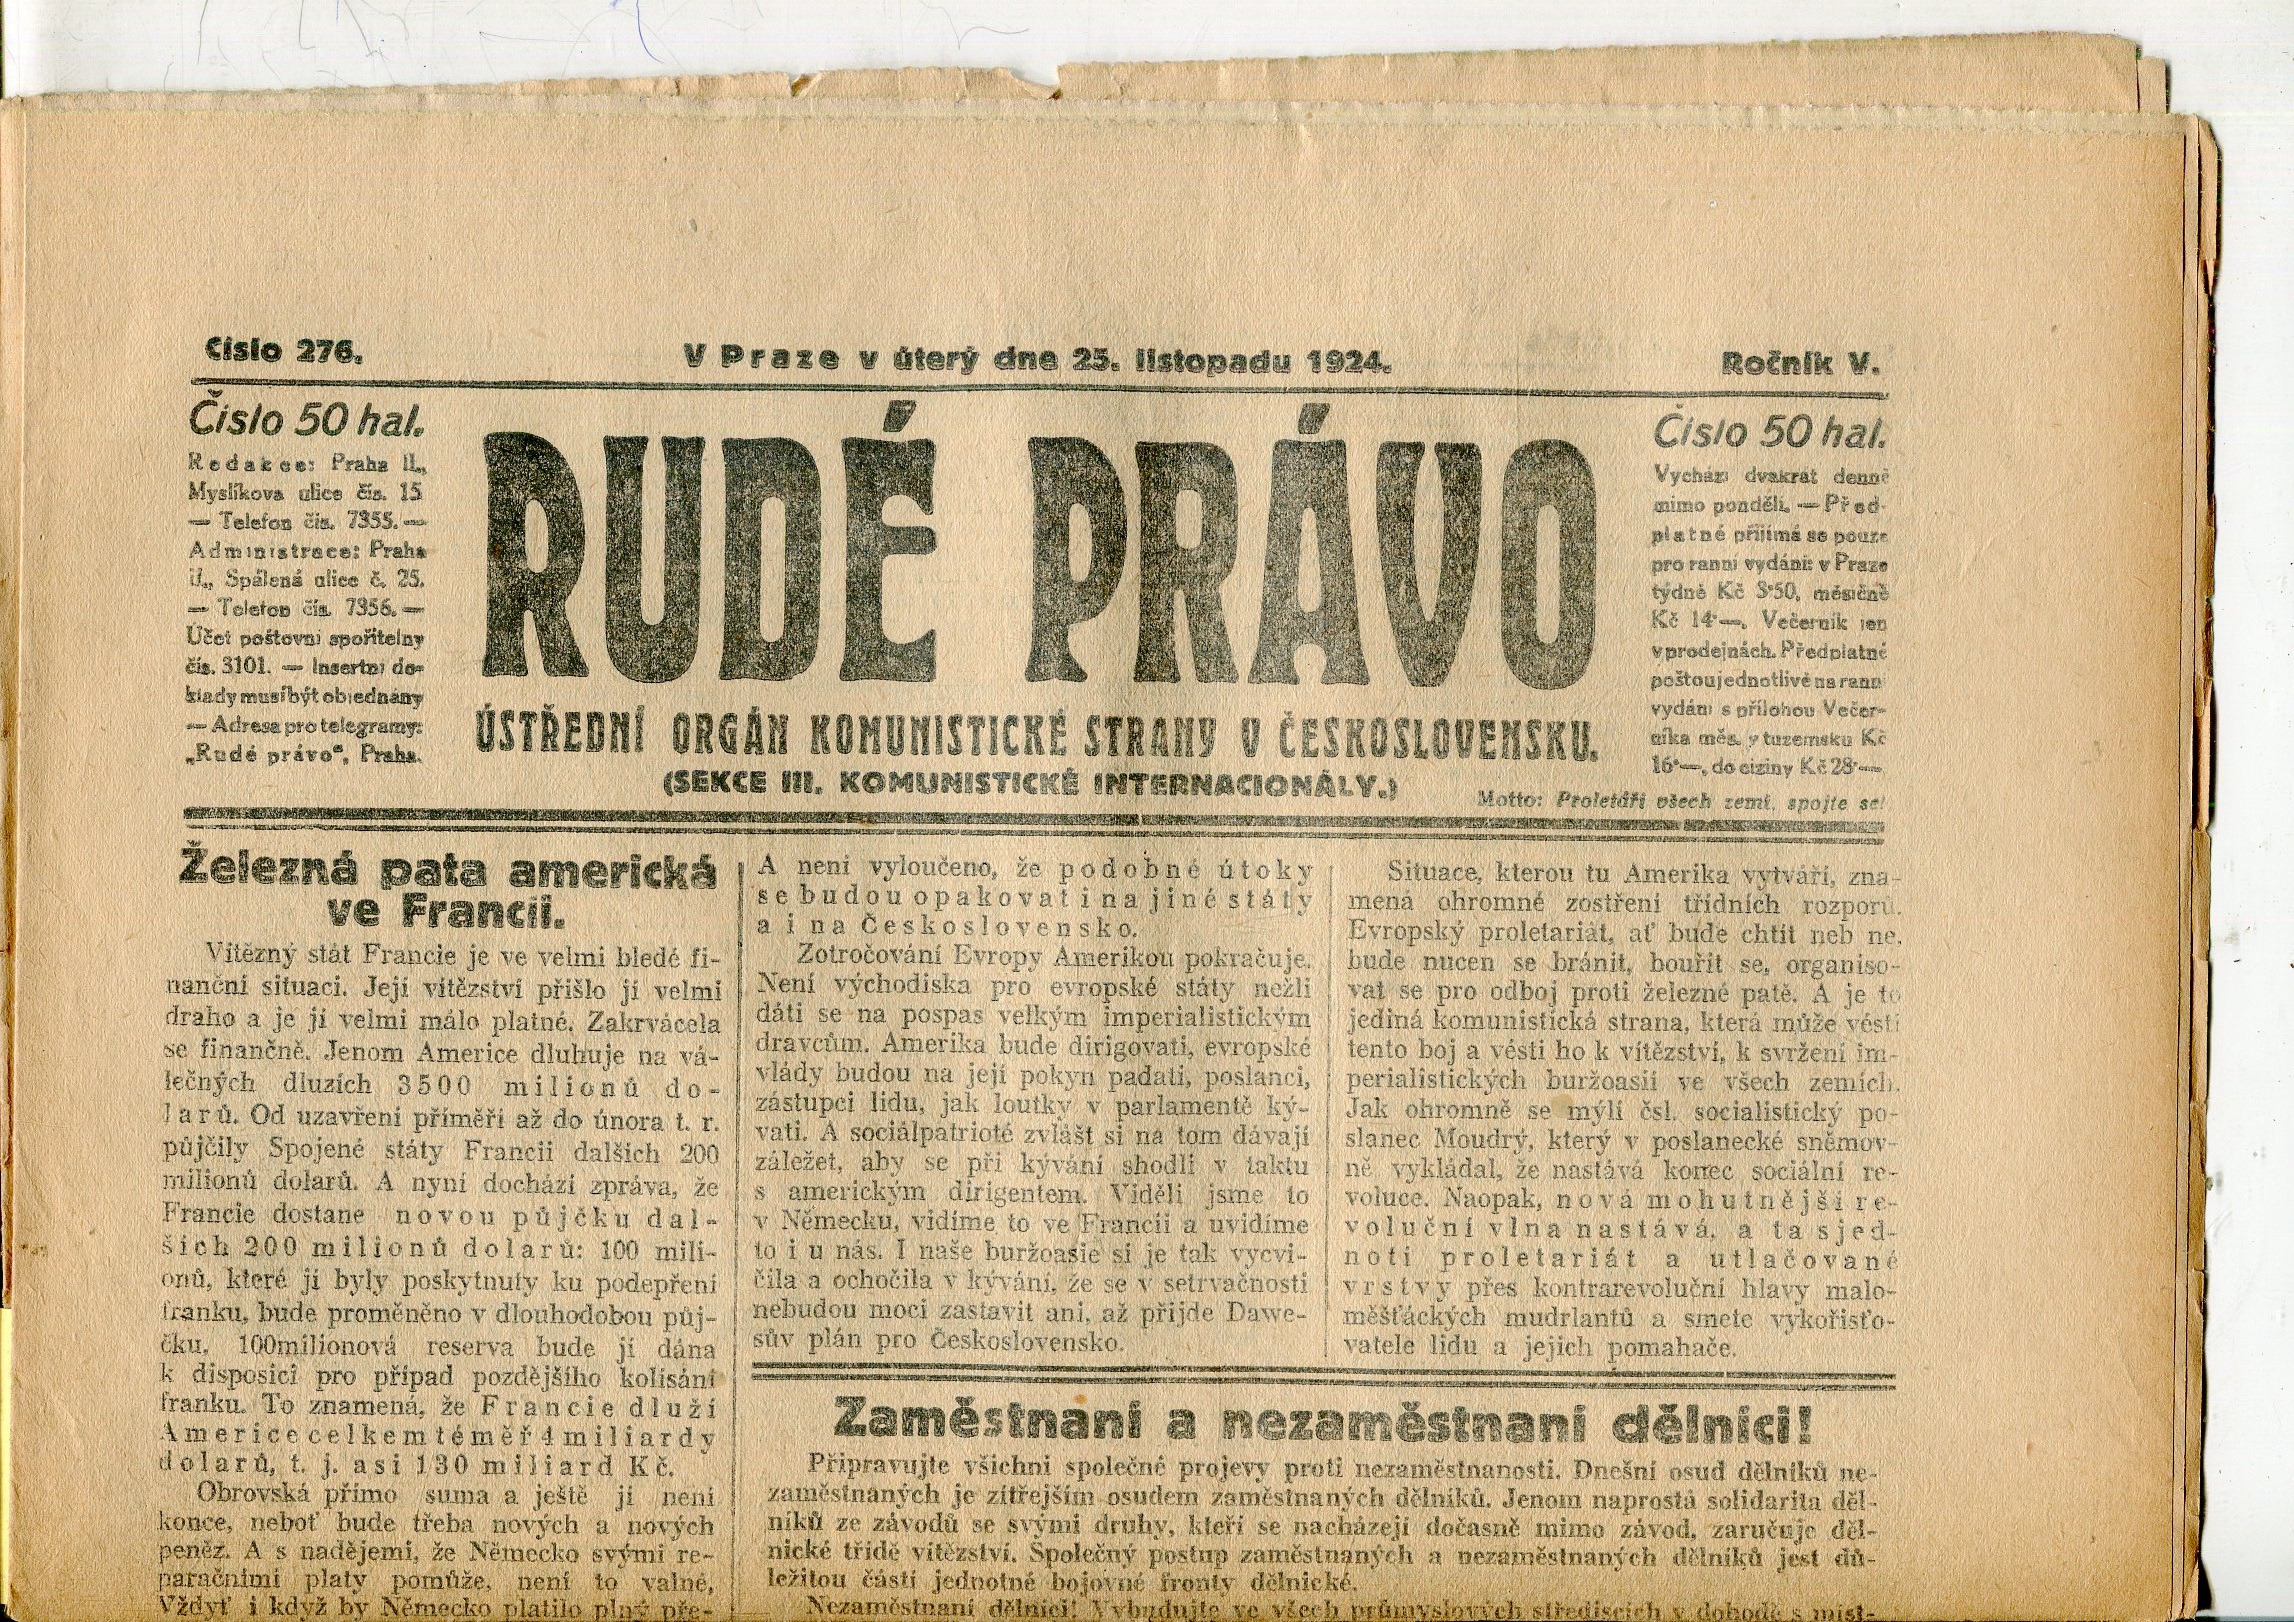 Číslo 276.
V Praze v úterý dne 25. listopadu 1924.
Ročník V.
Číslo 50 hal.
Redakce: Praha II.,
Myslíkova ulice čís. 15
— Telefon čís. 7355. —
Administrace: Praha
II., Spálená ulice č. 25.
— Telefon čís. 7356. —
Účet poštovní spořitelny
čís. 3101. — Insertní do-
klady musí být objednány
— Adresa pro telegramy:
„Rudé právo“, Praha.
RUDÉ PRÁVO
ÚSTŘEDNÍ ORGÁN KOMUNISTICKÉ STRANY V ČESKOSLOVENSKU.
(SEKCE III. KOMUNISTICKÉ INTERNACIONÁLY.)
Číslo 50 hal.
Vychází dvakrát denně
mimo pondělí. — Před-
platné přijímá se pouze
pro ranní vydání: v Praze
týdně Kč 3·50, měsíčně
Kč 14·—. Večerník jen
v prodejnách. Předplatné
poštou jednotlivé na ranní
vydání s přílohou Večer-
níka měs. v tuzemsku Kč
16·—, do ciziny Kč 28·—
Motto: Proletáři všech zemí, spojte se!
Železná pata americká
ve Francii.
Vítězný stát Francie je ve velmi bledé fi-
nanční situaci. Její vítězství přišlo jí velmi
draho a je jí velmi málo platné. Zakrvácela
se finančně. Jenom Americe dluhuje na vá-
lečných dluzích 3500 milionů do-
larů. Od uzavření příměří až do února t. r.
půjčily Spojené státy Francii dalších 200
milionů dolarů. A nyní dochází zpráva, že
Francie dostane novou půjčku dal-
ších 200 milionů dolarů: 100 mili-
onů, které jí byly poskytnuty ku podepření
franku, bude proměněno v dlouhodobou půj-
čku, 100milionová reserva bude jí dána
k disposici pro případ pozdějšího kolísání
franku. To znamená, že Francie dluží
Americe celkem téměř 4 miliardy
dolarů, t. j. asi 130 miliard Kč.
Obrovská přímo suma a ještě jí není
konce, neboť bude třeba nových a nových
peněz. A s nadějemi, že Německo svými re-
paračními platy pomůže, není to valné.
Vždyť i když by Německo platilo plný pře-
A není vyloučeno, že podobné útoky
se budou opakovat i na jiné státy
a i na Československo.
Zotročování Evropy Amerikou pokračuje.
Není východiska pro evropské státy nežli
dáti se na pospas velkým imperialistickým
dravcům. Amerika bude dirigovati, evropské
vlády budou na její pokyn padati, poslanci,
zástupci lidu, jak loutky v parlamentě ký-
vati. A sociálpatrioté zvlášť si na tom dávají
záležet, aby se při kývání shodli v taktu
s americkým dirigentem. Viděli jsme to
v Německu, vidíme to ve Francii a uvidíme
to i u nás. I naše buržoasie si je tak vycvi-
čila a ochočila v kývání, že se v setrvačnosti
nebudou moci zastavit ani, až přijde Dawe-
sův plán pro Československo.
Situace, kterou tu Amerika vytváří, zna-
mená ohromné zostření třídních rozporů.
Evropský proletariát, ať bude chtít neb ne,
bude nucen se bránit, bouřit se, organiso-
vat se pro odboj proti železné patě. A je to
jediná komunistická strana, která může vésti
tento boj a vésti ho k vítězství, k svržení im-
perialistických buržoasií ve všech zemích.
Jak ohromně se mýlí čsl. socialistický po-
slanec Moudrý, který v poslanecké sněmov-
ně vykládal, že nastává konec sociální re-
voluce. Naopak, nová mohutnější re-
voluční vlna nastává, a ta sjed-
notí proletariát a utlačované
vrstvy přes kontrarevoluční hlavy malo-
měšťáckých mudrlantů a smete vykořisťo-
vatele lidu a jejich pomahače.
Zaměstnaní a nezaměstnaní dělníci!
Připravujte všichni společné projevy proti nezaměstnanosti. Dnešní osud dělníků ne-
zaměstnaných je zítřejším osudem zaměstnaných dělníků. Jenom naprostá solidarita děl-
níků ze závodů se svými druhy, kteří se nacházejí dočasně mimo závod, zaručuje děl-
nické třídě vítězství. Společný postup zaměstnaných a nezaměstnaných dělníků jest dů-
ležitou částí jednotné bojovné fronty dělnické.
Nezaměstnaní dělníci! Vybudujte ve všech průmyslových střediscích v dohodě s míst-